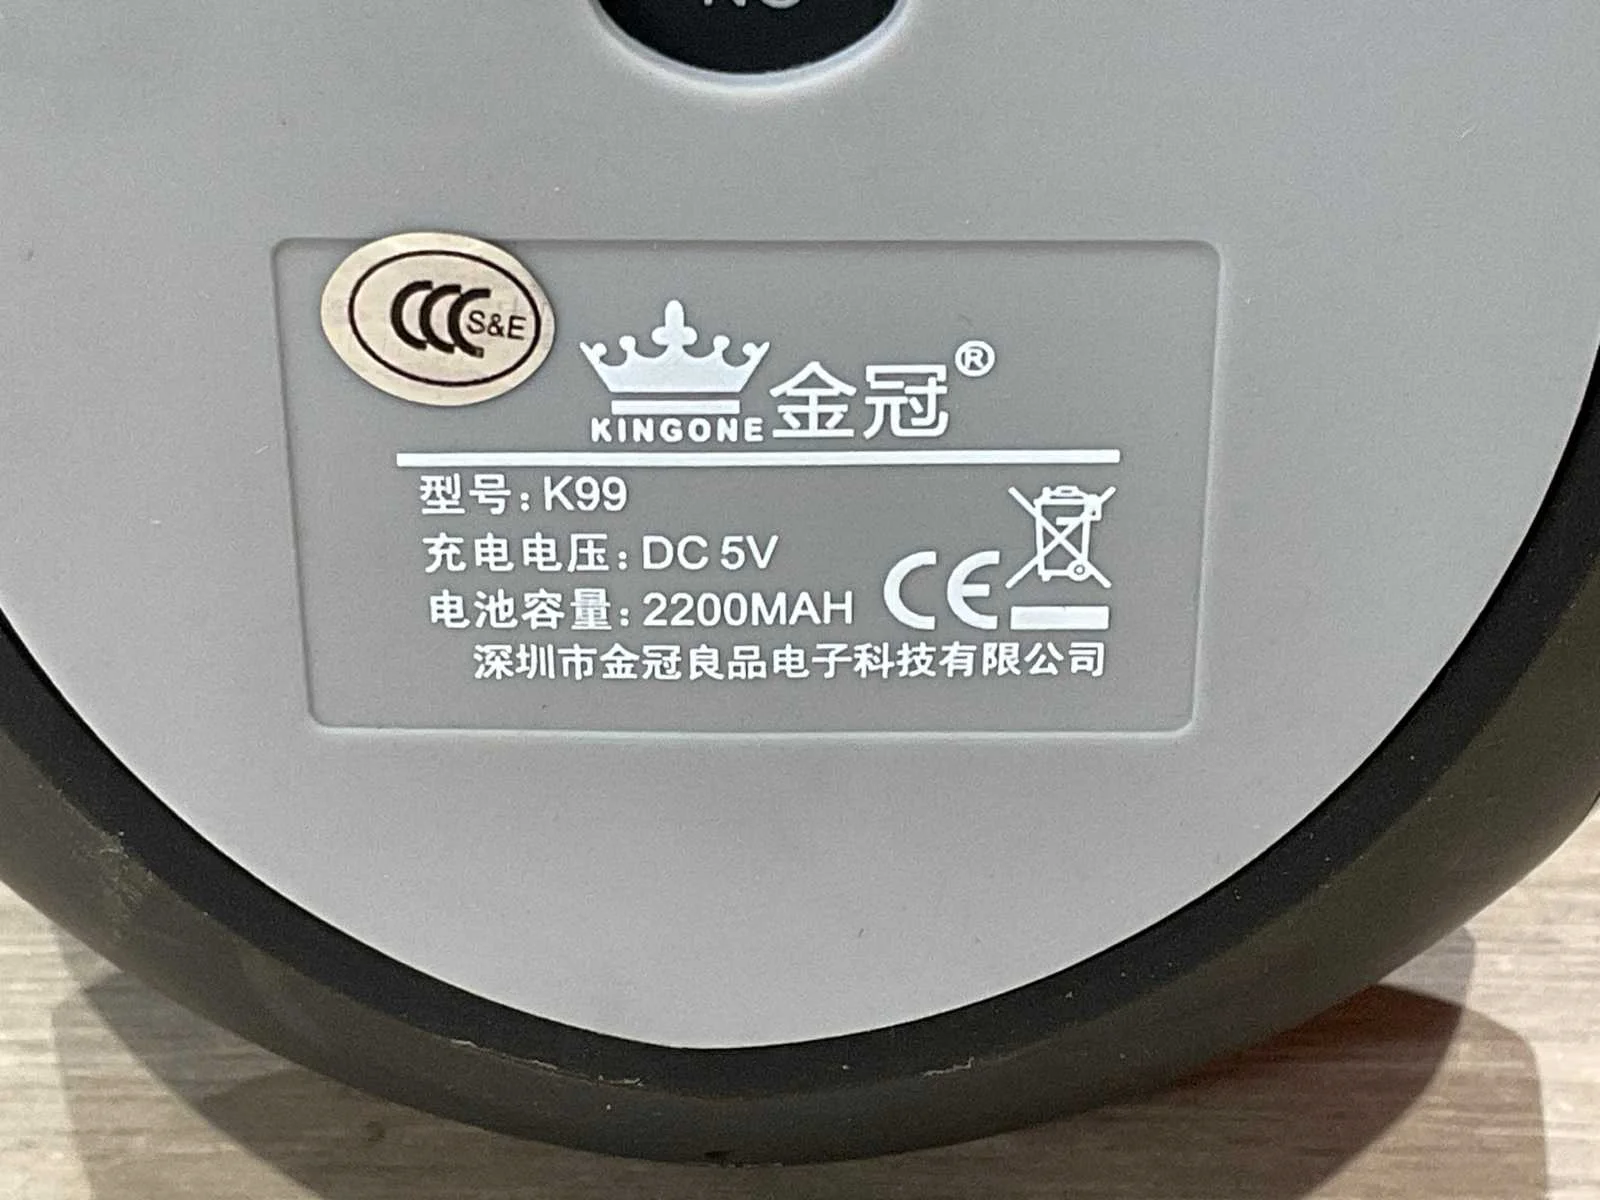 CCC S&E
KINGONE 金冠®
型号: K99
充电电压: DC 5V
电池容量: 2200MAH
CE
深圳市金冠良品电子科技有限公司